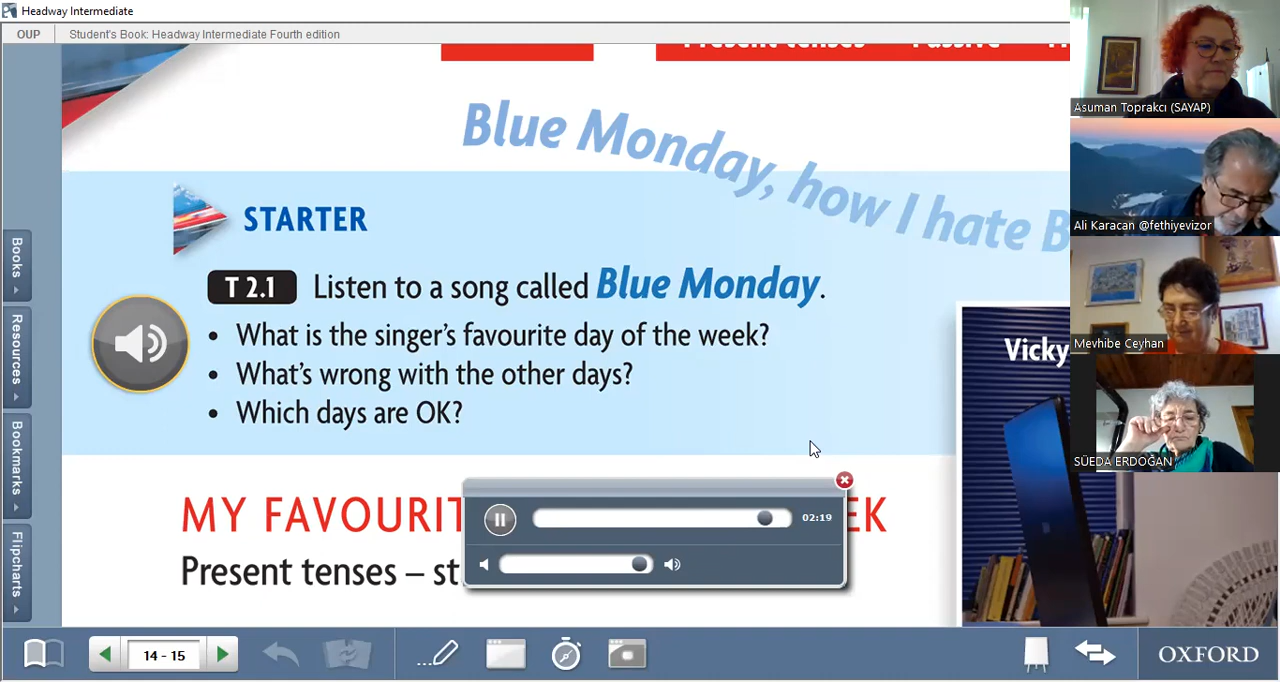 Headway Intermediate
OUP Student's Book: Headway Intermediate Fourth edition
Present tenses Passive
Blue Monday, how I hate B
STARTER
T 2.1 Listen to a song called Blue Monday.
• What is the singer's favourite day of the week?
• What's wrong with the other days?
• Which days are OK?
Vicky
MY FAVOURIT EK
Present tenses – st
02:19
Books
Resources
Bookmarks
Flipcharts
14 - 15
OXFORD
Asuman Toprakcı (SAYAP)
Ali Karacan @fethiyevizor
Mevhibe Ceyhan
SÜEDA ERDOĞAN